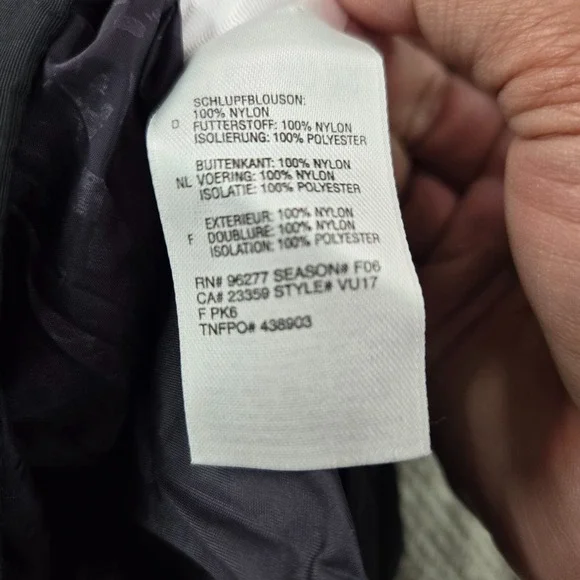 SCHLUPFBLOUSON:
100% NYLON
D FUTTERSTOFF: 100% NYLON
ISOLIERUNG: 100% POLYESTER
BUITENKANT: 100% NYLON
NL VOERING: 100% NYLON
ISOLATIE: 100% POLYESTER
EXTERIEUR: 100% NYLON
F DOUBLURE: 100% NYLON
ISOLATION: 100% POLYESTER
RN# 96277 SEASON# F06
CA# 23359 STYLE# VU17
F PK6
TNFPO# 438903